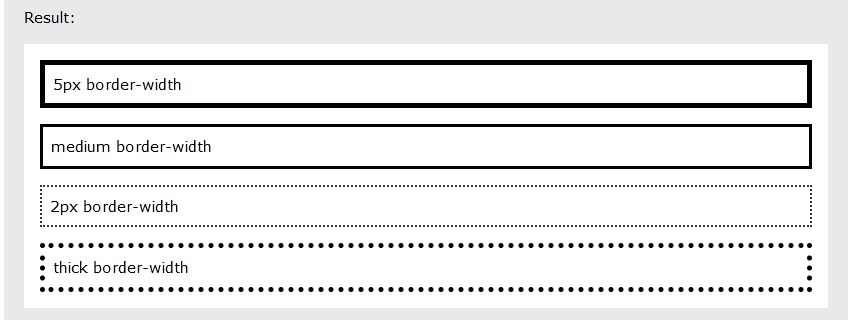 Result:
5px border-width
medium border-width
2px border-width
thick border-width